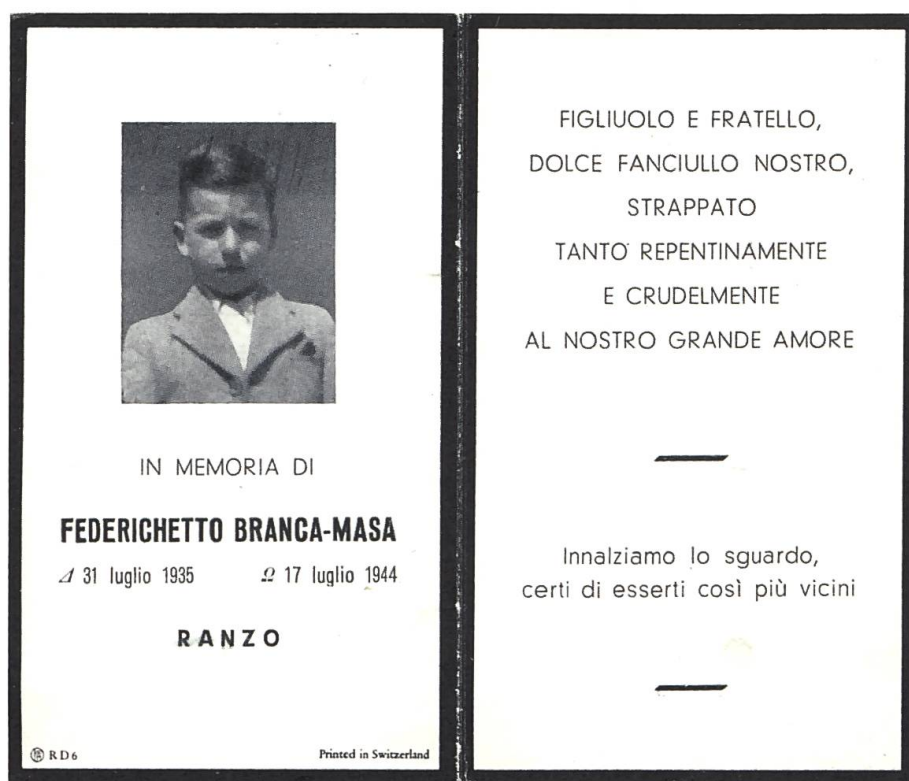 IN MEMORIA DI
FEDERICHETTO BRANCA-MASA
31 luglio 1935 Ω 17 luglio 1944
RANZO
RD6 Printed in Switzerland
FIGLIUOLO E FRATELLO,
DOLCE FANCIULLO NOSTRO,
STRAPPATO
TANTO REPENTINAMENTE
E CRUDELMENTE
AL NOSTRO GRANDE AMORE
Innalziamo lo sguardo,
certi di esserti così più vicini